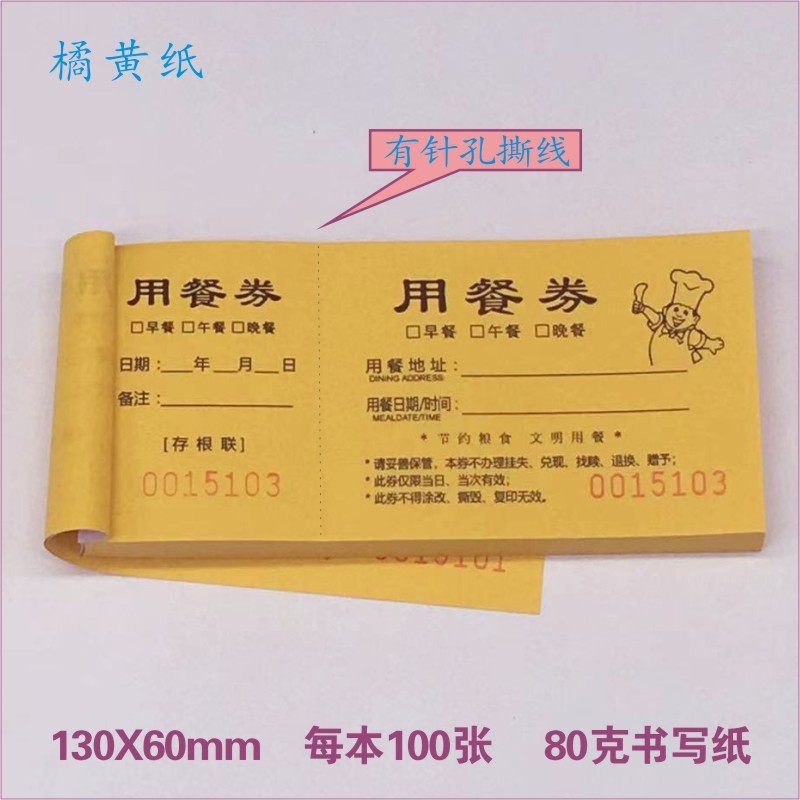 橘黄纸
有针孔撕线
用餐券
□早餐 □午餐 □晚餐
日期：___年___月___日
备注：
[存根联]
0015103
用餐券
□早餐 □午餐 □晚餐
用餐地址：
DINING ADDRESS
用餐日期/时间：
MEALDATE/TIME
* 节约粮食 文明用餐 *
* 请妥善保管，本券不办理挂失、兑现、找赎、退换、赠予；
* 此券仅限当日、当次有效；
* 此券不得涂改、撕毁、复印无效。
0015103
0015101
130X60mm 每本100张 80克书写纸